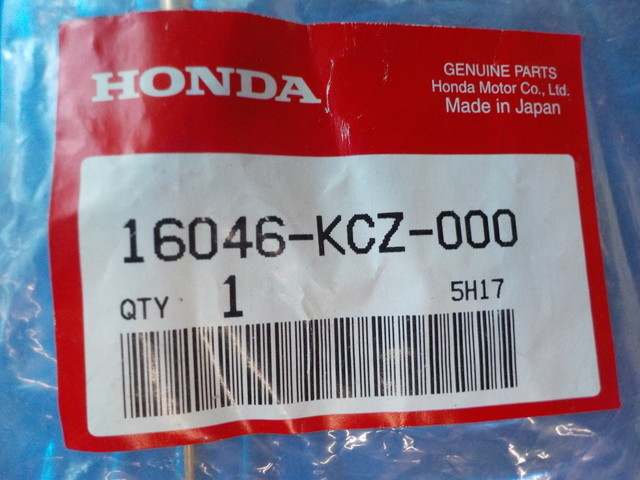 HONDA
GENUINE PARTS
Honda Motor Co., Ltd.
Made in Japan
16046-KCZ-000
QTY 1 5H17